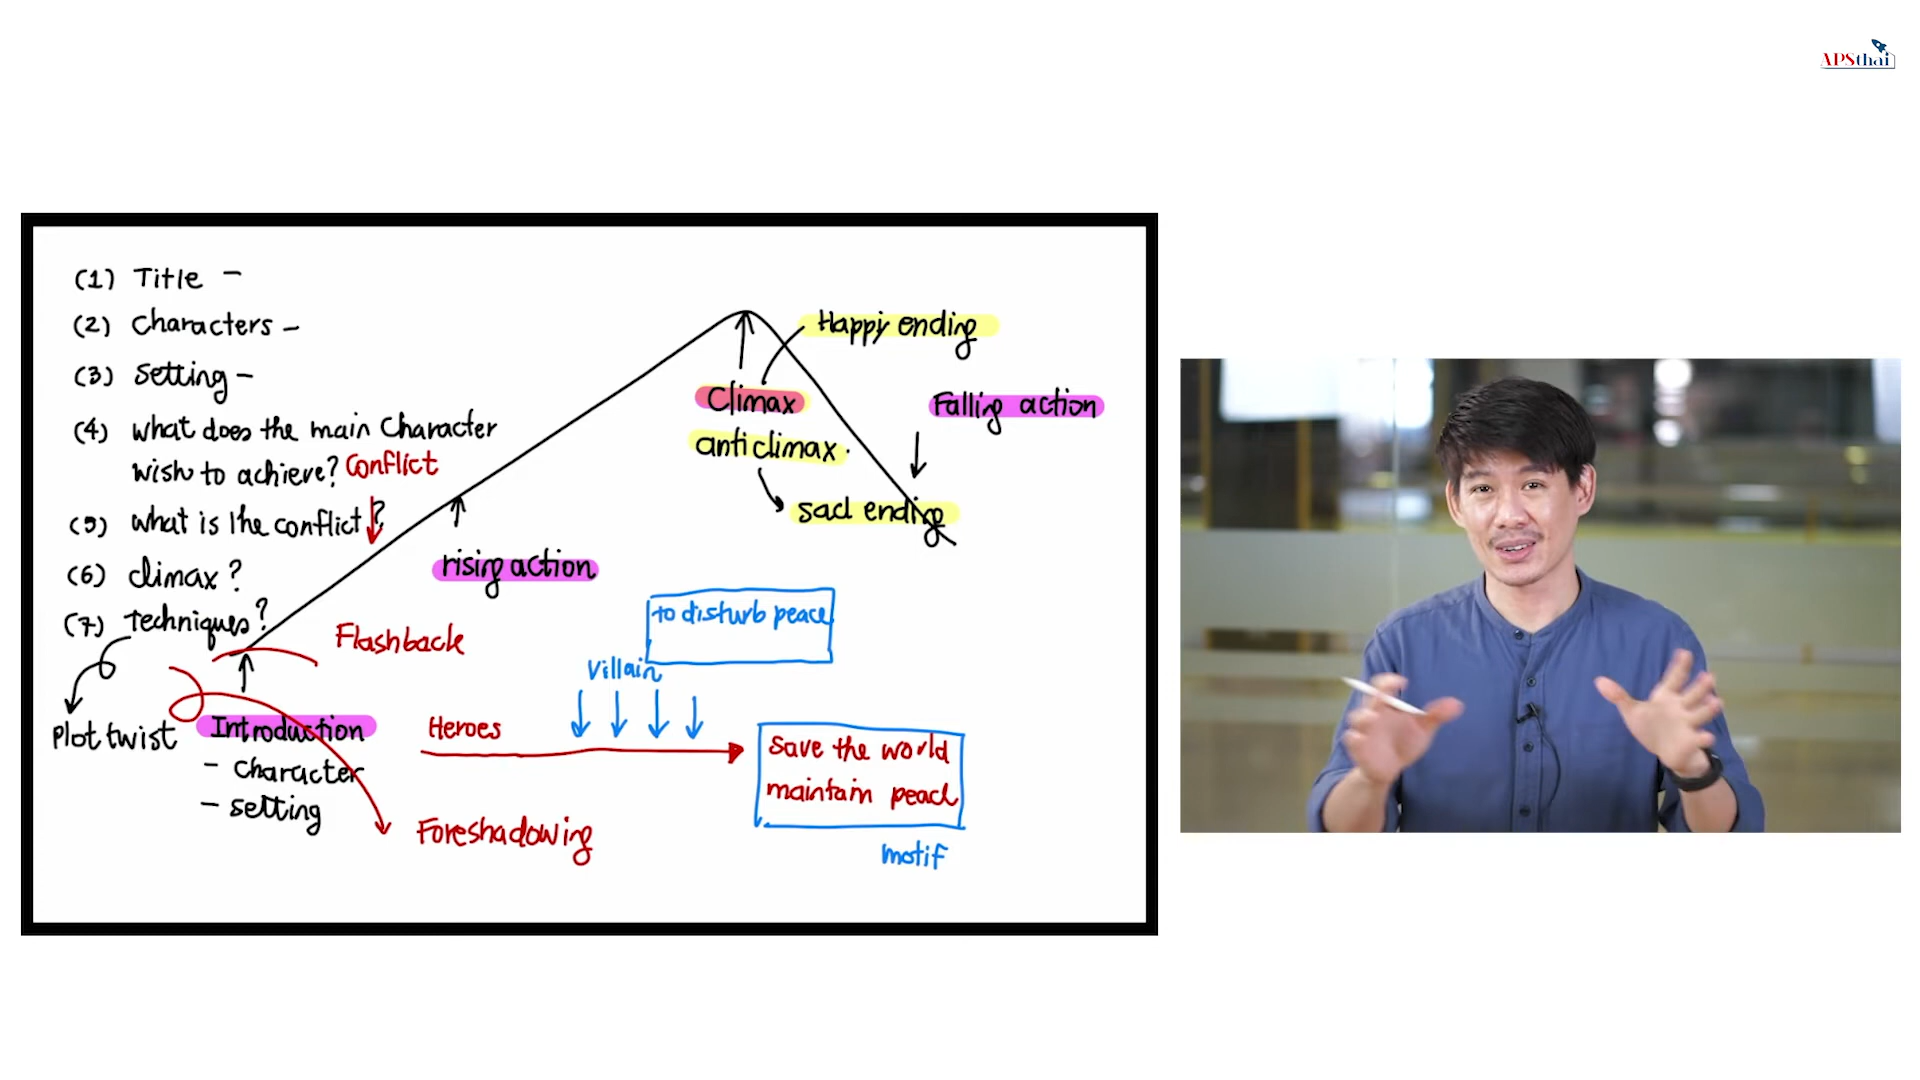 APSthai
(1) Title –
(2) Characters –
(3) Setting –
(4) What does the main Character
wish to achieve? Conflict
(5) What is the conflict?
(6) climax?
(7) techniques?
Plot twist
Introduction
- Character
- setting
Flashback
Foreshadowing
rising action
Climax
anticlimax.
Happy ending
sad ending
Falling action
to disturb peace
Villain
Heroes
Save the world
maintain peace
motif